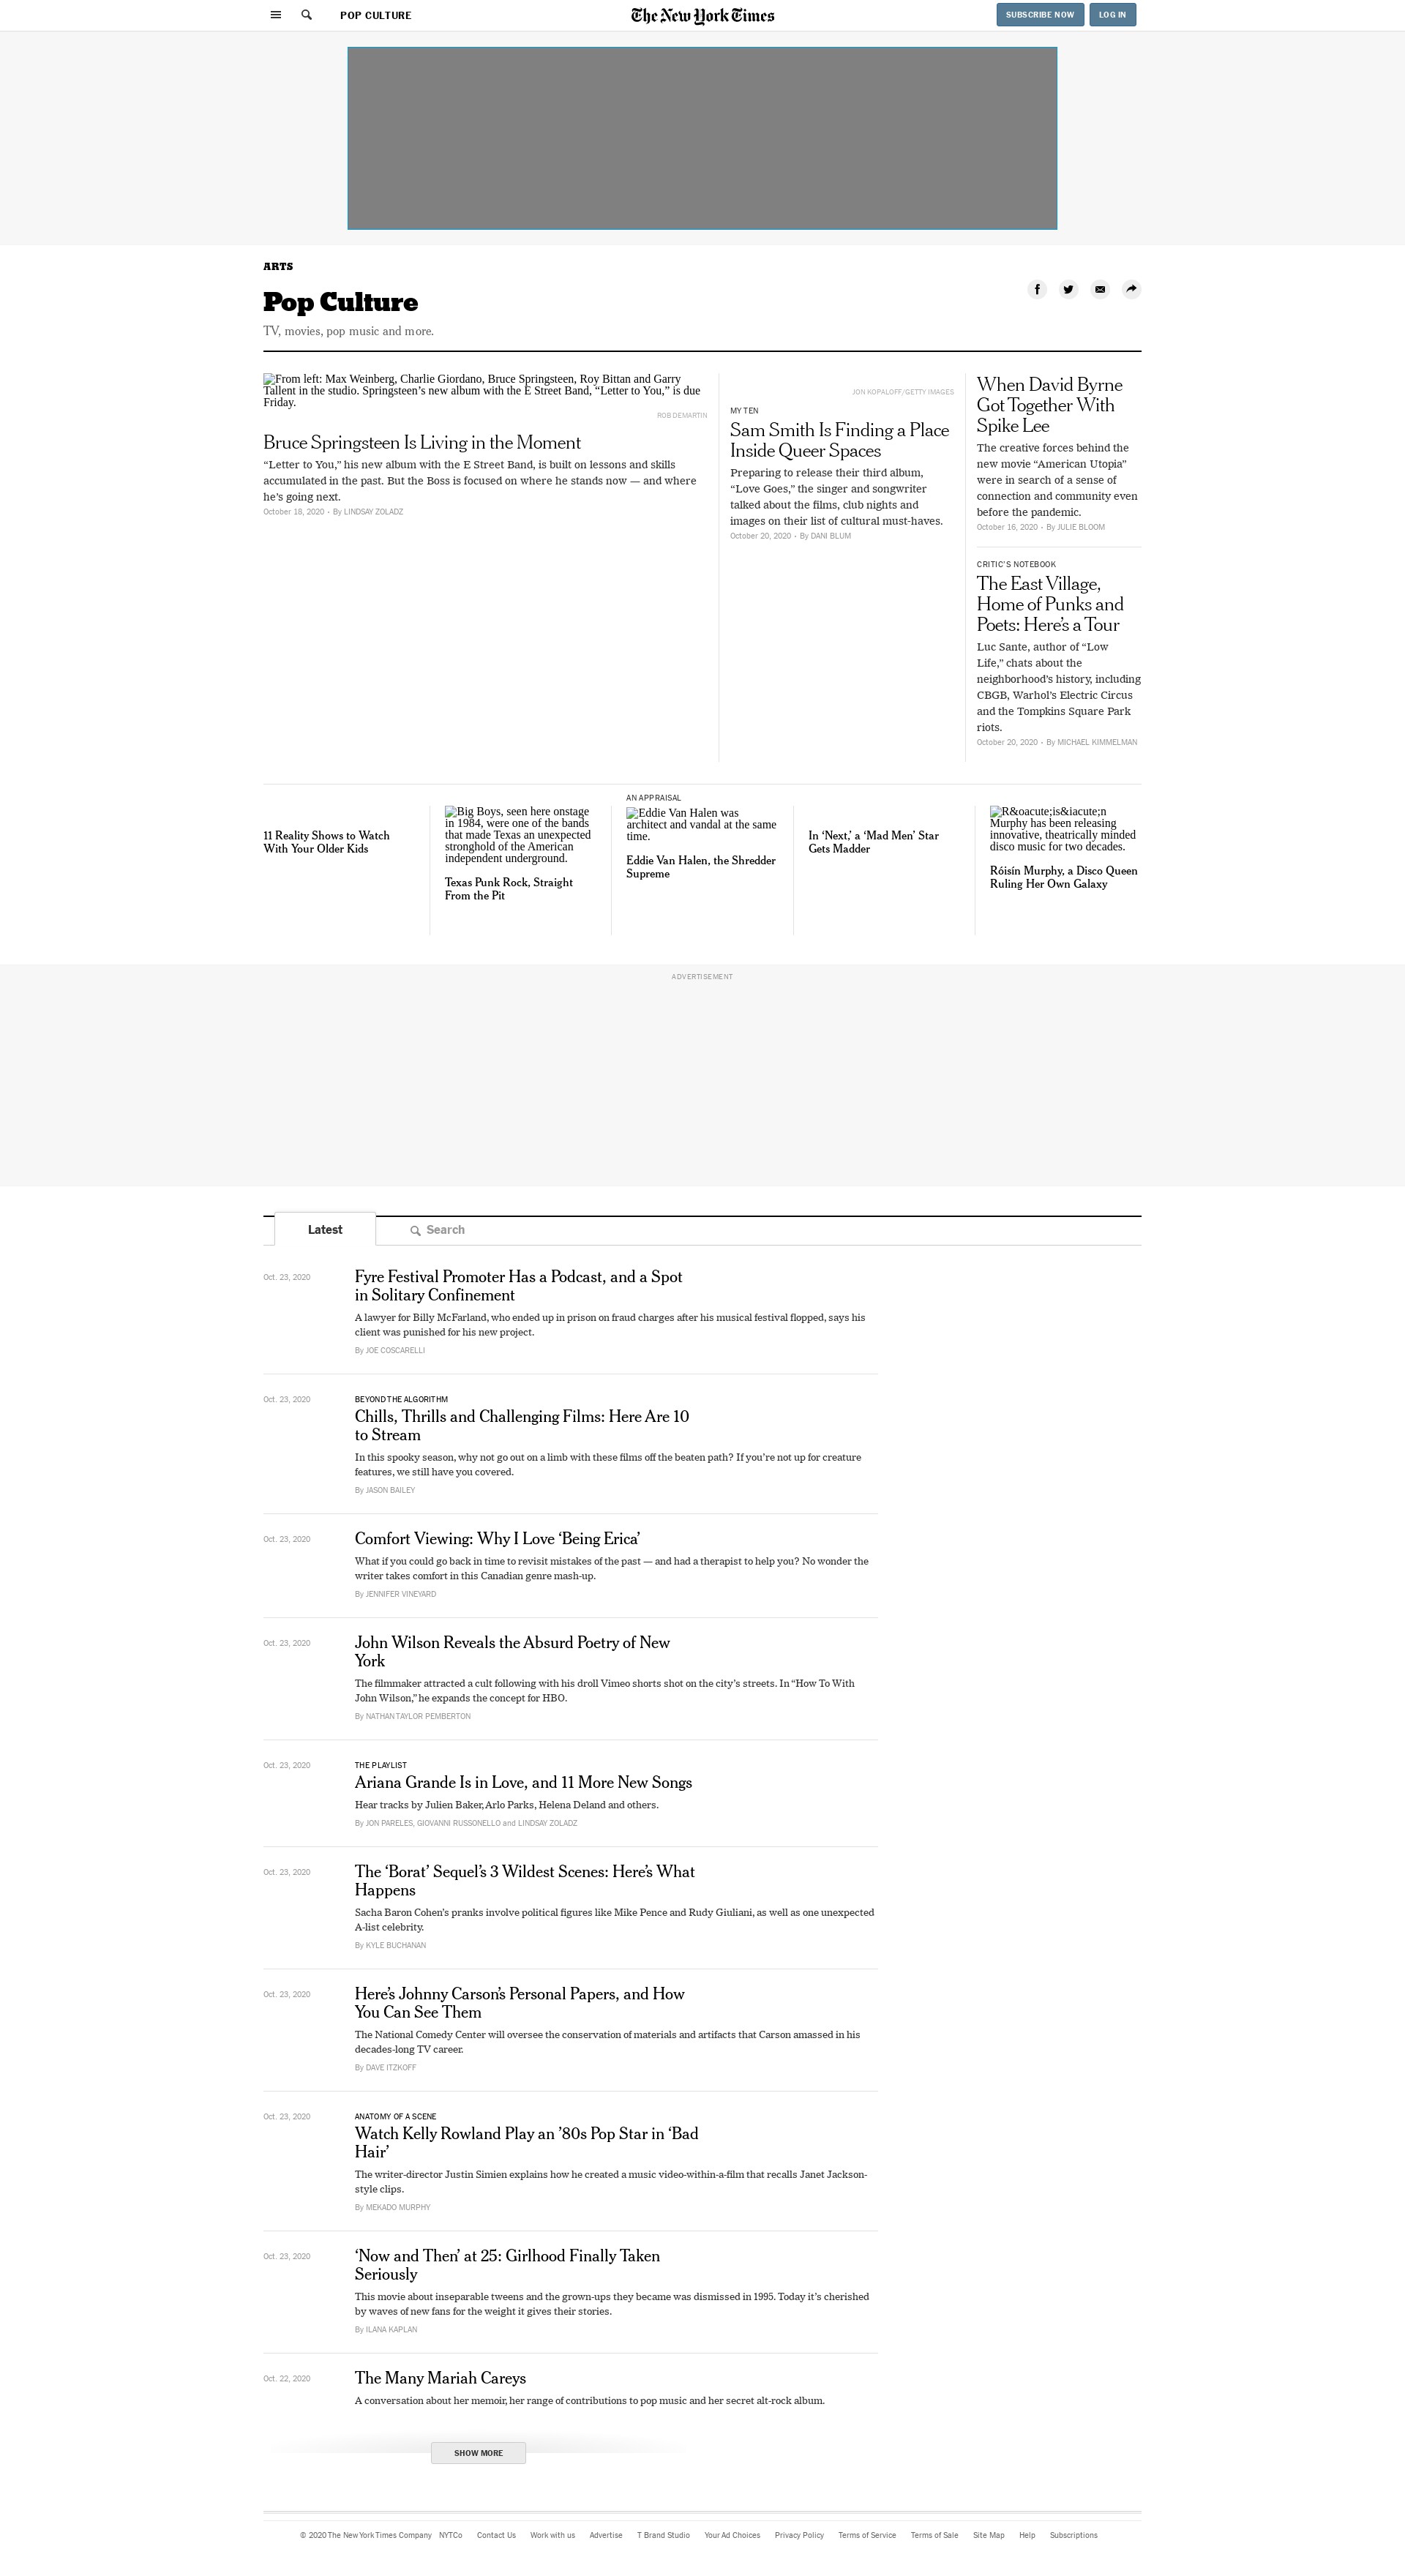 POP CULTURE
The New York Times
SUBSCRIBE NOW
LOG IN
ARTS
Pop Culture
TV, movies, pop music and more.
From left: Max Weinberg, Charlie Giordano, Bruce Springsteen, Roy Bittan and Garry
Tallent in the studio. Springsteen’s new album with the E Street Band, “Letter to You,” is due
Friday.
ROB DEMARTIN
Bruce Springsteen Is Living in the Moment
“Letter to You,” his new album with the E Street Band, is built on lessons and skills
accumulated in the past. But the Boss is focused on where he stands now — and where
he’s going next.
October 18, 2020 • By LINDSAY ZOLADZ
JON KOPALOFF/GETTY IMAGES
MY TEN
Sam Smith Is Finding a Place
Inside Queer Spaces
Preparing to release their third album,
“Love Goes,” the singer and songwriter
talked about the films, club nights and
images on their list of cultural must-haves.
October 20, 2020 • By DANI BLUM
When David Byrne
Got Together With
Spike Lee
The creative forces behind the
new movie “American Utopia”
were in search of a sense of
connection and community even
before the pandemic.
October 16, 2020 • By JULIE BLOOM
CRITIC’S NOTEBOOK
The East Village,
Home of Punks and
Poets: Here’s a Tour
Luc Sante, author of “Low
Life,” chats about the
neighborhood’s history, including
CBGB, Warhol’s Electric Circus
and the Tompkins Square Park
riots.
October 20, 2020 • By MICHAEL KIMMELMAN
11 Reality Shows to Watch
With Your Older Kids
Big Boys, seen here onstage
in 1984, were one of the bands
that made Texas an unexpected
stronghold of the American
independent underground.
Texas Punk Rock, Straight
From the Pit
AN APPRAISAL
Eddie Van Halen was
architect and vandal at the same
time.
Eddie Van Halen, the Shredder
Supreme
In ‘Next,’ a ‘Mad Men’ Star
Gets Madder
R&oacute;is&iacute;n
Murphy has been releasing
innovative, theatrically minded
disco music for two decades.
Róisín Murphy, a Disco Queen
Ruling Her Own Galaxy
ADVERTISEMENT
Latest
Search
Oct. 23, 2020
Fyre Festival Promoter Has a Podcast, and a Spot
in Solitary Confinement
A lawyer for Billy McFarland, who ended up in prison on fraud charges after his musical festival flopped, says his
client was punished for his new project.
By JOE COSCARELLI
Oct. 23, 2020
BEYOND THE ALGORITHM
Chills, Thrills and Challenging Films: Here Are 10
to Stream
In this spooky season, why not go out on a limb with these films off the beaten path? If you’re not up for creature
features, we still have you covered.
By JASON BAILEY
Oct. 23, 2020
Comfort Viewing: Why I Love ‘Being Erica’
What if you could go back in time to revisit mistakes of the past — and had a therapist to help you? No wonder the
writer takes comfort in this Canadian genre mash-up.
By JENNIFER VINEYARD
Oct. 23, 2020
John Wilson Reveals the Absurd Poetry of New
York
The filmmaker attracted a cult following with his droll Vimeo shorts shot on the city’s streets. In “How To With
John Wilson,” he expands the concept for HBO.
By NATHAN TAYLOR PEMBERTON
Oct. 23, 2020
THE PLAYLIST
Ariana Grande Is in Love, and 11 More New Songs
Hear tracks by Julien Baker, Arlo Parks, Helena Deland and others.
By JON PARELES, GIOVANNI RUSSONELLO and LINDSAY ZOLADZ
Oct. 23, 2020
The ‘Borat’ Sequel’s 3 Wildest Scenes: Here’s What
Happens
Sacha Baron Cohen’s pranks involve political figures like Mike Pence and Rudy Giuliani, as well as one unexpected
A-list celebrity.
By KYLE BUCHANAN
Oct. 23, 2020
Here’s Johnny Carson’s Personal Papers, and How
You Can See Them
The National Comedy Center will oversee the conservation of materials and artifacts that Carson amassed in his
decades-long TV career.
By DAVE ITZKOFF
Oct. 23, 2020
ANATOMY OF A SCENE
Watch Kelly Rowland Play an ’80s Pop Star in ‘Bad
Hair’
The writer-director Justin Simien explains how he created a music video-within-a-film that recalls Janet Jackson-
style clips.
By MEKADO MURPHY
Oct. 23, 2020
‘Now and Then’ at 25: Girlhood Finally Taken
Seriously
This movie about inseparable tweens and the grown-ups they became was dismissed in 1995. Today it’s cherished
by waves of new fans for the weight it gives their stories.
By ILANA KAPLAN
Oct. 22, 2020
The Many Mariah Careys
A conversation about her memoir, her range of contributions to pop music and her secret alt-rock album.
SHOW MORE
© 2020 The New York Times Company NYTCo Contact Us Work with us Advertise T Brand Studio Your Ad Choices Privacy Policy Terms of Service Terms of Sale Site Map Help Subscriptions